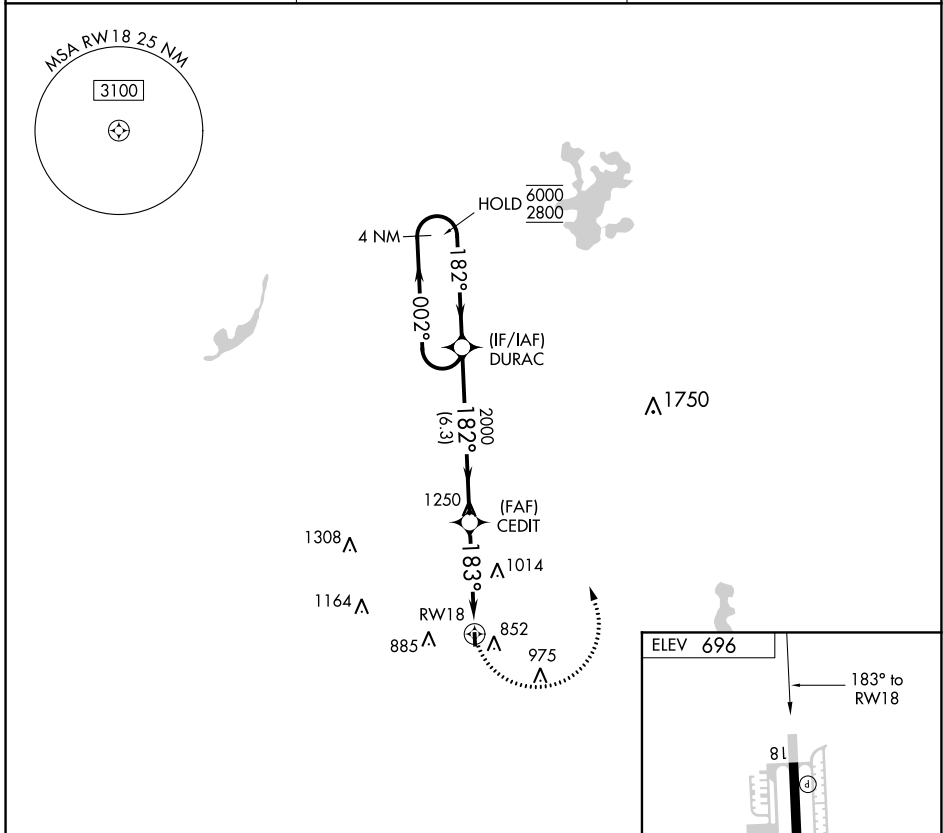 MSA RW18 25 NM
3100
HOLD 6000
2800
4 NM
182°
002°
(IF/IAF)
DURAC
1750
2000
182°
(6.3)
1250
(FAF)
CEDIT
1308
183°
1014
1164
RW18
885
852
975
ELEV 696
183° to
RW18
18
P